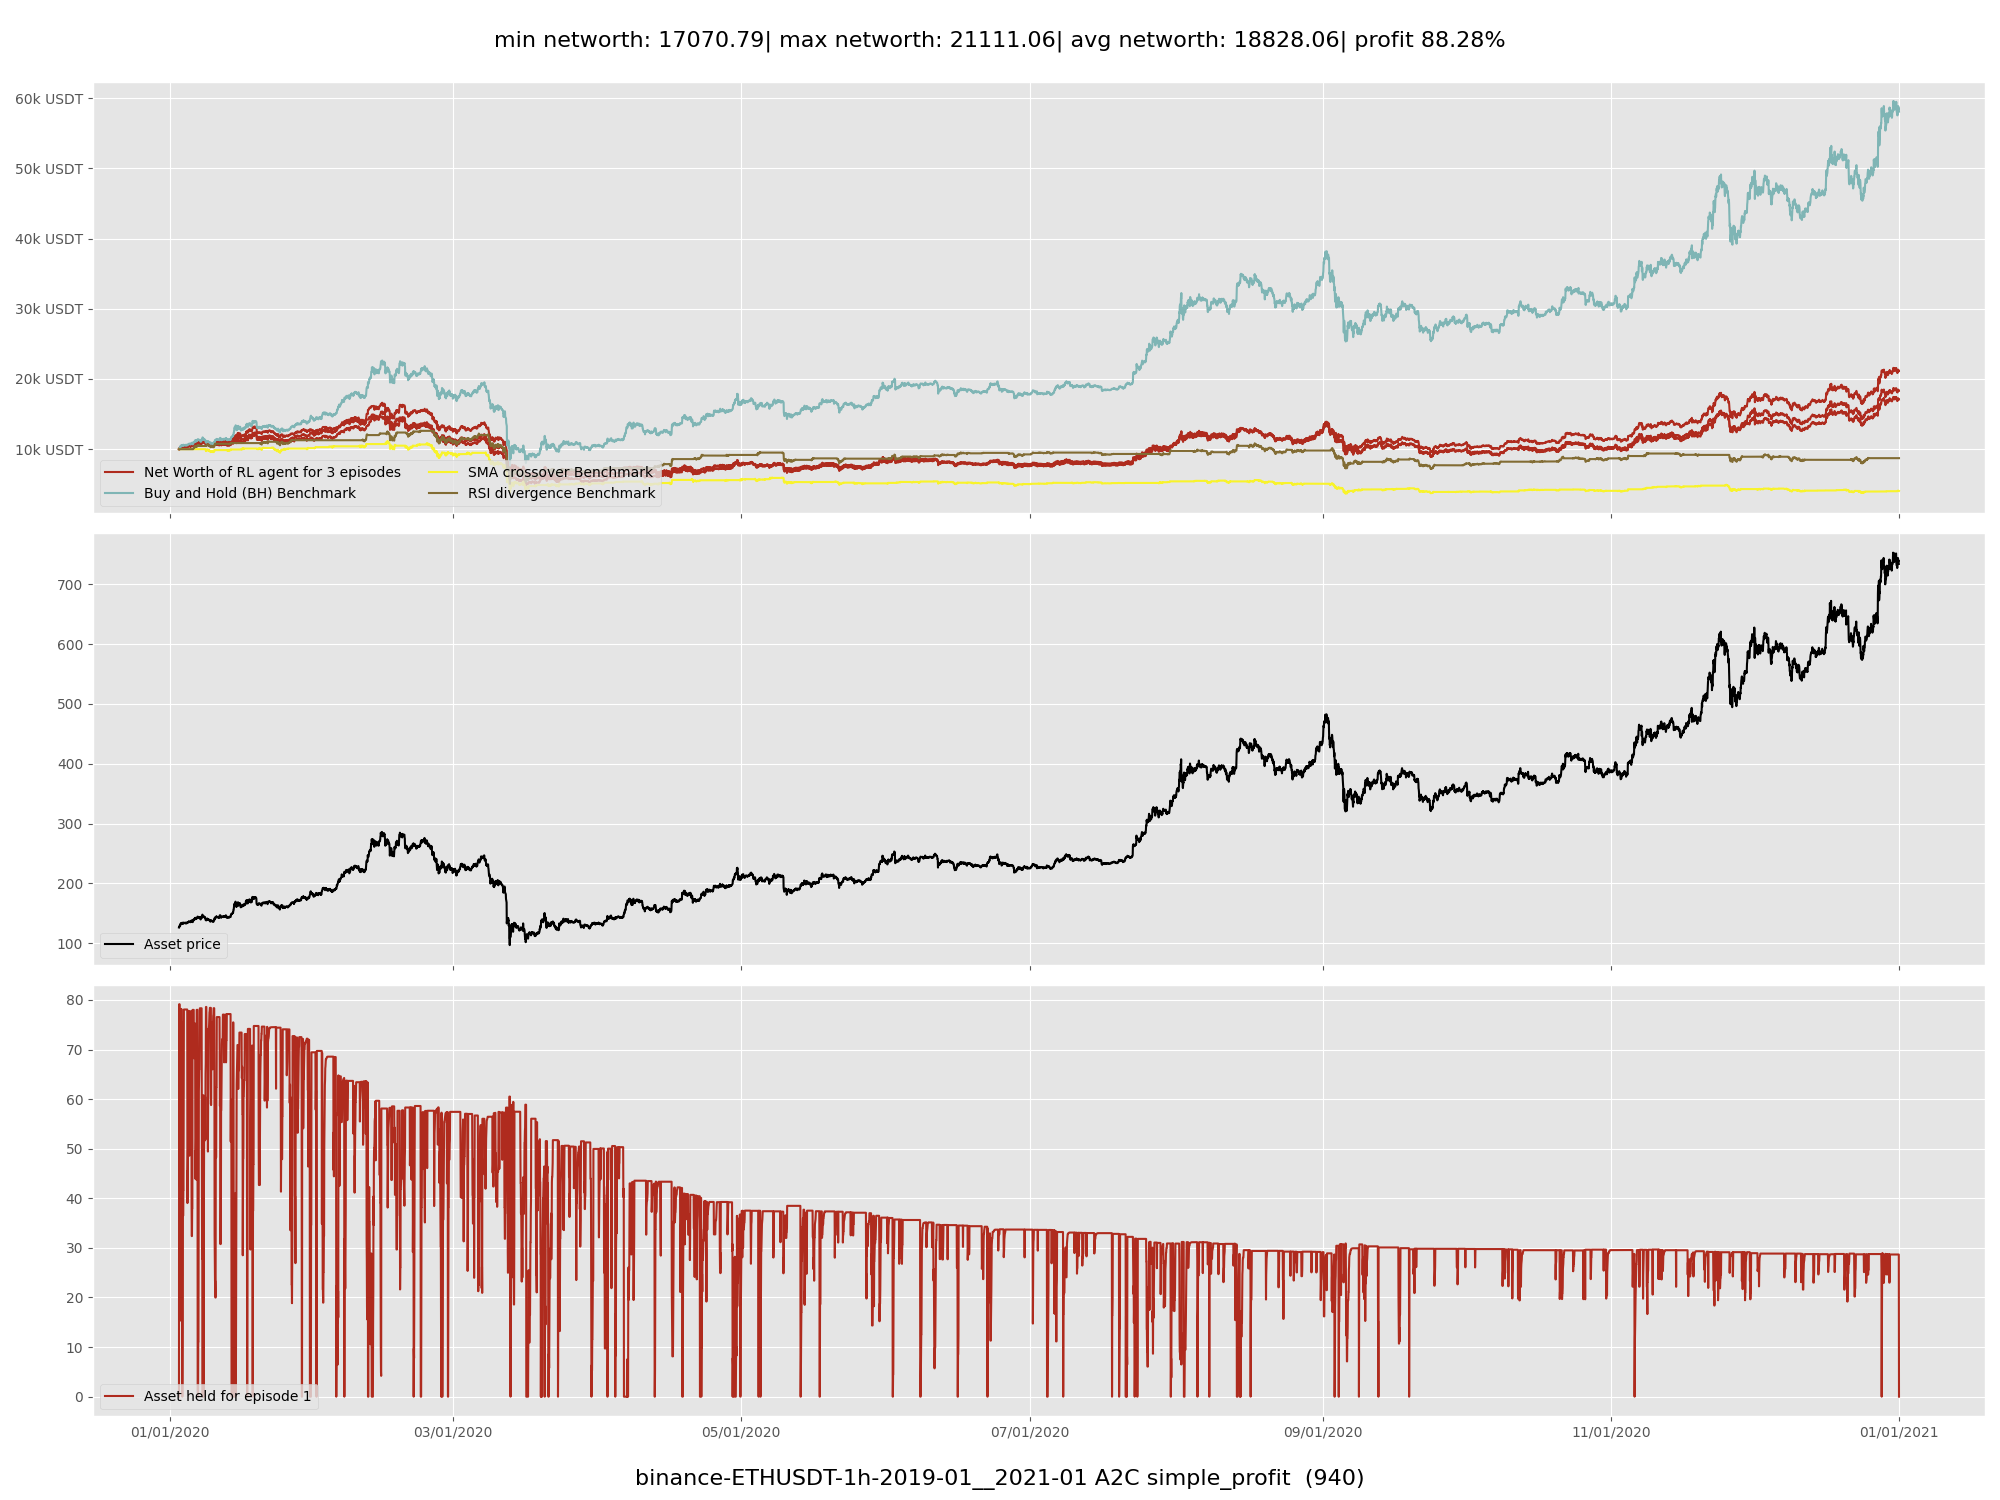 min networth: 17070.79| max networth: 21111.06| avg networth: 18828.06| profit 88.28%
60k USDT
50k USDT
40k USDT
30k USDT
20k USDT
10k USDT
Net Worth of RL agent for 3 episodes
Buy and Hold (BH) Benchmark
SMA crossover Benchmark
RSI divergence Benchmark
700
600
500
400
300
200
100
Asset price
80
70
60
50
40
30
20
10
0
Asset held for episode 1
01/01/2020
03/01/2020
05/01/2020
07/01/2020
09/01/2020
11/01/2020
01/01/2021
binance-ETHUSDT-1h-2019-01__2021-01 A2C simple_profit (940)